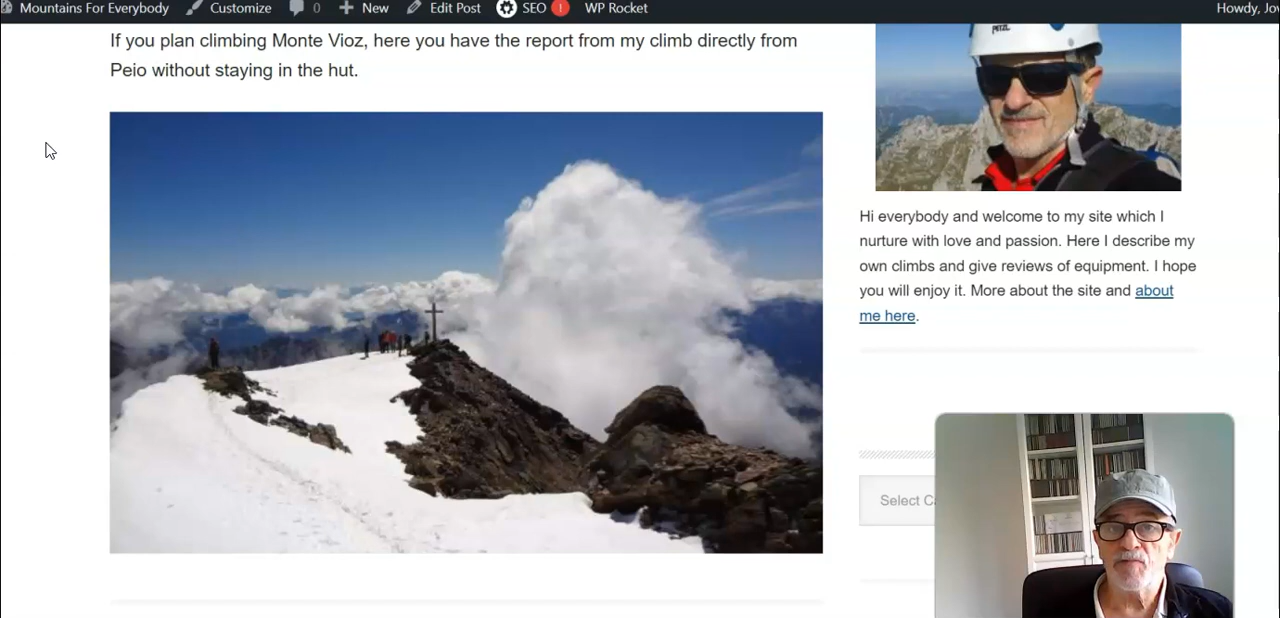 Mountains For Everybody Customize 0 New Edit Post SEO ! WP Rocket Howdy, Jov
If you plan climbing Monte Vioz, here you have the report from my climb directly from
Peio without staying in the hut.
PETZL
Hi everybody and welcome to my site which I
nurture with love and passion. Here I describe my
own climbs and give reviews of equipment. I hope
you will enjoy it. More about the site and about
me here.
Select C